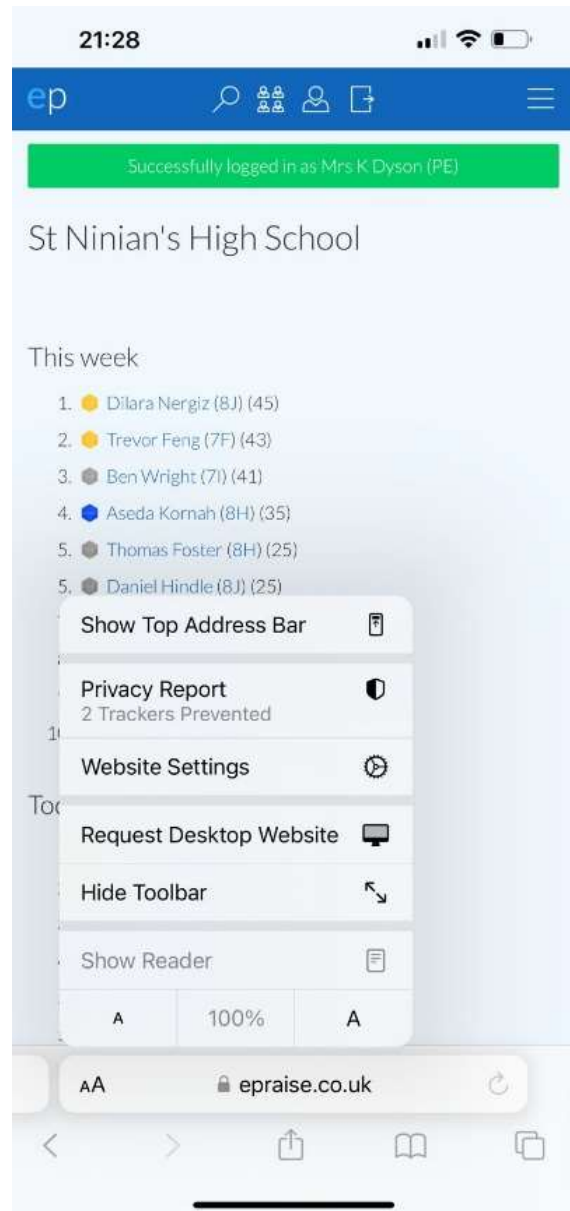 21:28
ep
Successfully logged in as Mrs K Dyson (PE)
St Ninian's High School
This week
1. Dilara Nergiz (8J) (45)
2. Trevor Feng (7F) (43)
3. Ben Wright (7I) (41)
4. Aseda Kornah (8H) (35)
5. Thomas Foster (8H) (25)
5. Daniel Hindle (8J) (25)
Show Top Address Bar
Privacy Report
2 Trackers Prevented
Website Settings
Request Desktop Website
Hide Toolbar
Show Reader
A 100% A
AA epraise.co.uk